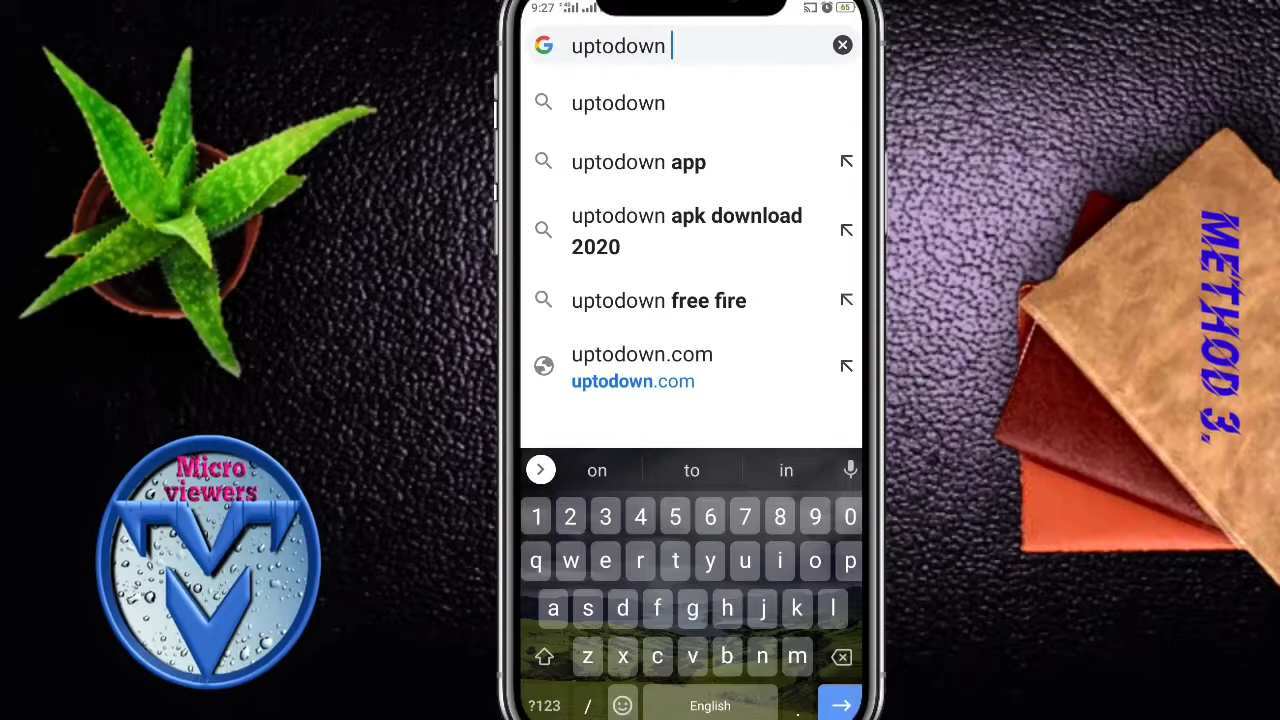 9:27
65
uptodown
uptodown
uptodown app
uptodown apk download
2020
uptodown free fire
uptodown.com
uptodown.com
on to in
1 2 3 4 5 6 7 8 9 0
q w e r t y u i o p
a s d f g h j k l
z x c v b n m
?123 / English .
Micro
viewers
METHOD 3.